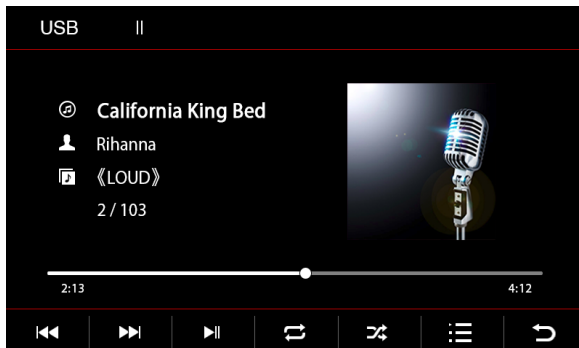 USB
California King Bed
Rihanna
《LOUD》
2 / 103
2:13 4:12